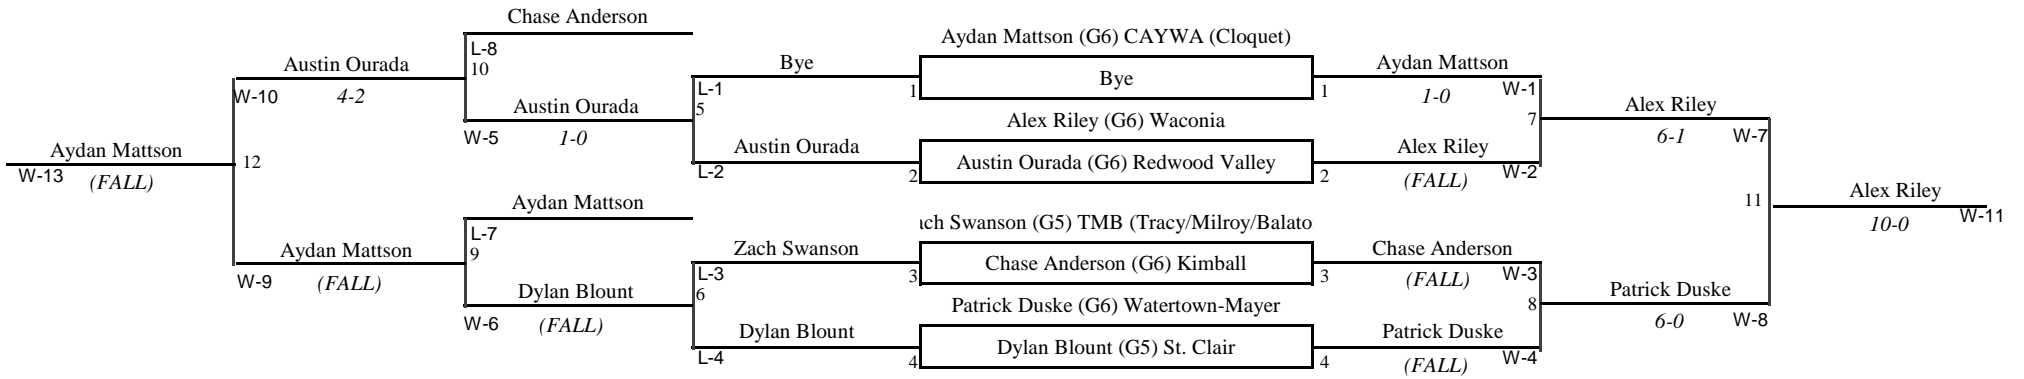 Chase Anderson
Aydan Mattson (G6) CAYWA (Cloquet)
L-8
Austin Ourada
10
Bye
Bye
Aydan Mattson
W-10
4-2
L-1
1
1
1-0
W-1
Austin Ourada
5
Alex Riley (G6) Waconia
7
Alex Riley
W-5
1-0
6-1
W-7
Aydan Mattson
12
Austin Ourada
Austin Ourada (G6) Redwood Valley
Alex Riley
W-13
(FALL)
L-2
2
2
(FALL)
W-2
Aydan Mattson
11
Alex Riley
L-7
ach Swanson (G5) TMB (Tracy/Milroy/Balato
10-0
W-11
Aydan Mattson
9
Zach Swanson
Chase Anderson (G6) Kimball
Chase Anderson
W-9
(FALL)
L-3
3
3
(FALL)
W-3
Dylan Blount
6
Patrick Duske (G6) Watertown-Mayer
8
Patrick Duske
W-6
(FALL)
6-0
W-8
Dylan Blount
Dylan Blount (G5) St. Clair
Patrick Duske
L-4
4
4
(FALL)
W-4